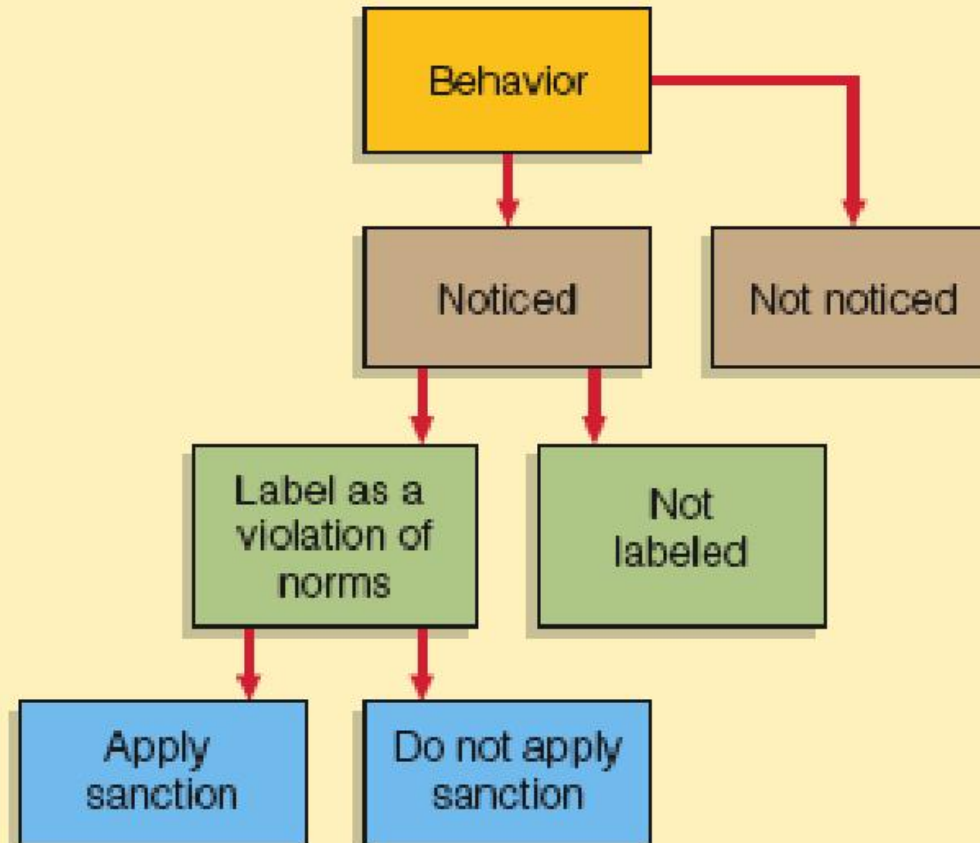 Behavior
Noticed
Not noticed
Label as a
violation of
norms
Not
labeled
Apply
sanction
Do not apply
sanction